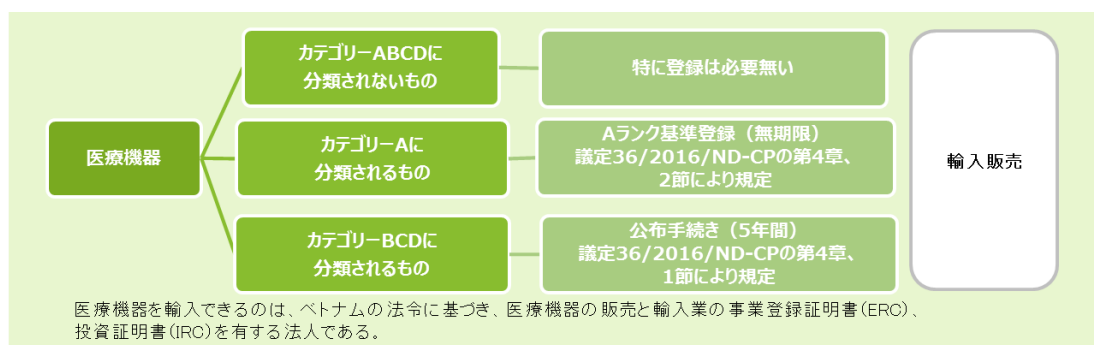 医療機器
カテゴリーABCDに
分類されないもの
特に登録は必要無い
カテゴリーAに
分類されるもの
Aランク基準登録（無期限）
議定36/2016/ND-CPの第4章、
2節により規定
カテゴリーBCDに
分類されるもの
公布手続き（5年間）
議定36/2016/ND-CPの第4章、
1節により規定
輸入販売
医療機器を輸入できるのは、ベトナムの法令に基づき、医療機器の販売と輸入業の事業登録証明書(ERC)、
投資証明書(IRC)を有する法人である。